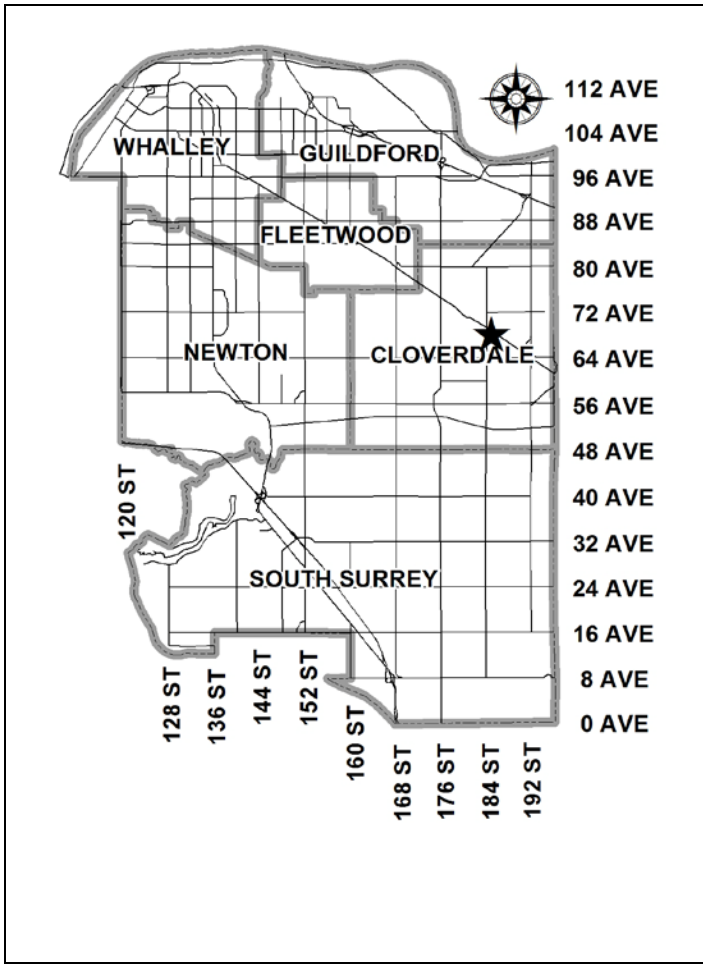 112 AVE
104 AVE
WHALLEY
GUILDFORD
96 AVE
88 AVE
FLEETWOOD
80 AVE
72 AVE
NEWTON
CLOVERDALE
64 AVE
56 AVE
48 AVE
120 ST
40 AVE
32 AVE
SOUTH SURREY
24 AVE
16 AVE
8 AVE
0 AVE
128 ST
136 ST
144 ST
152 ST
160 ST
168 ST
176 ST
184 ST
192 ST